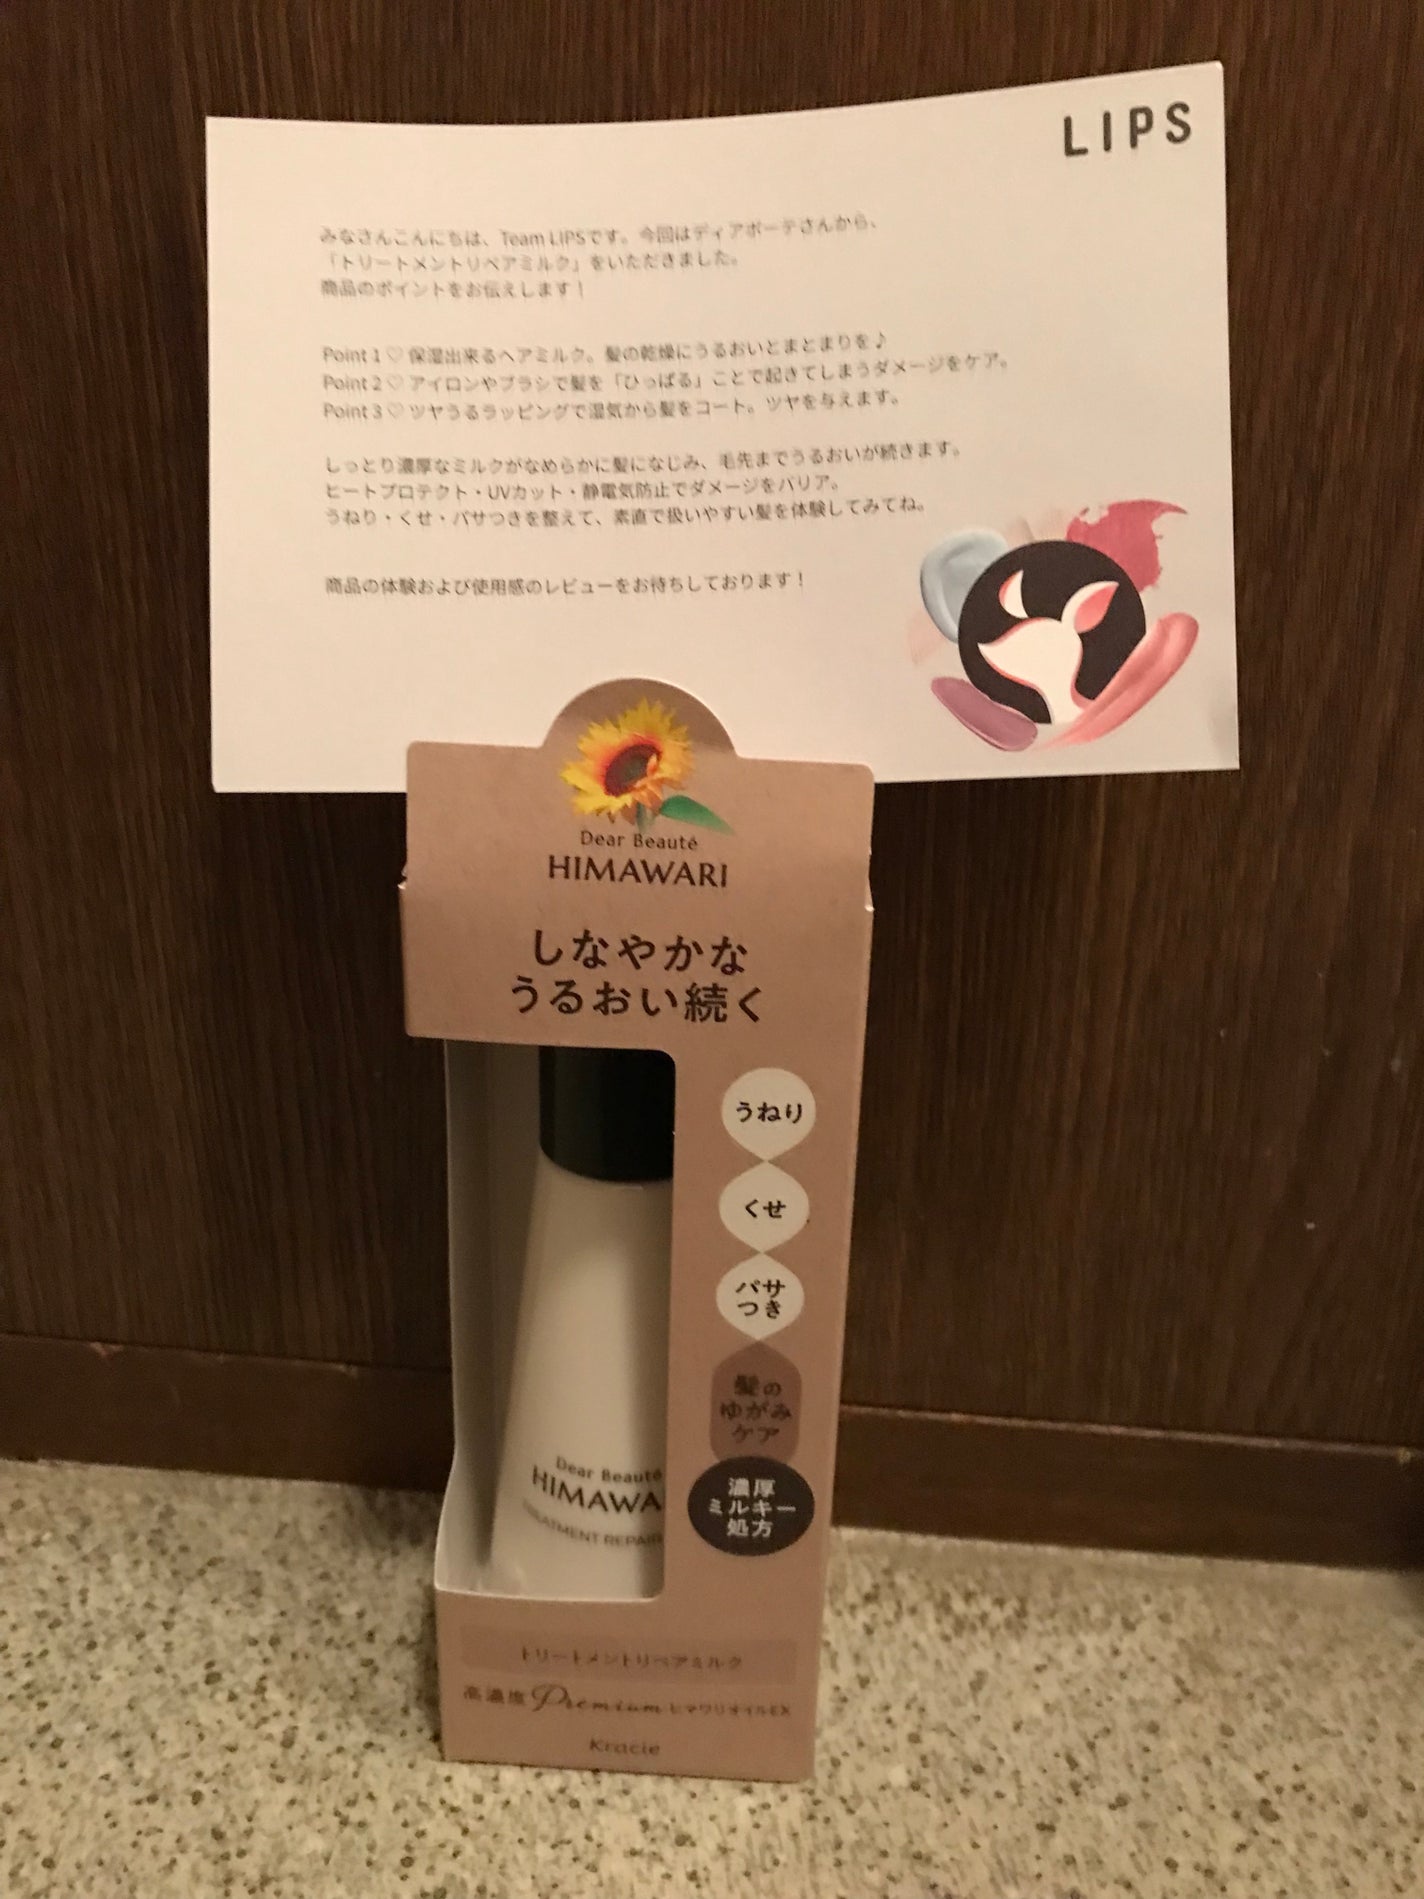 LIPS
みなさんこんにちは、Team LIPSです。今回はディアボーテさんから、
「トリートメントリペアミルク」をいただきました。
商品のポイントをお伝えします！
Point 1 ♡ 保湿出来るヘアミルク。髪の乾燥にうるおいとまとまりを♪
Point 2 ♡ アイロンやブラシで髪を「ひっぱる」ことで起きてしまうダメージをケア。
Point 3 ♡ ツヤうるラッピングで湿気から髪をコート。ツヤを与えます。
しっとり濃厚なミルクがなめらかに髪になじみ、毛先までうるおいが続きます。
ヒートプロテクト・UVカット・静電気防止でダメージをバリア。
うねり・くせ・パサつきを整えて、素直で扱いやすい髪を体験してみてね。
商品の体験および使用感のレビューをお待ちしております！
Dear Beauté
HIMAWARI
しなやかな
うるおい続く
うねり
くせ
パサ
つき
髪の
ゆがみ
ケア
濃厚
ミルキー
処方
Dear Beauté
HIMAWA
TREATMENT REPAIR
トリートメントリペアミルク
高濃度 Premium ヒマワリオイルEX
Kracie